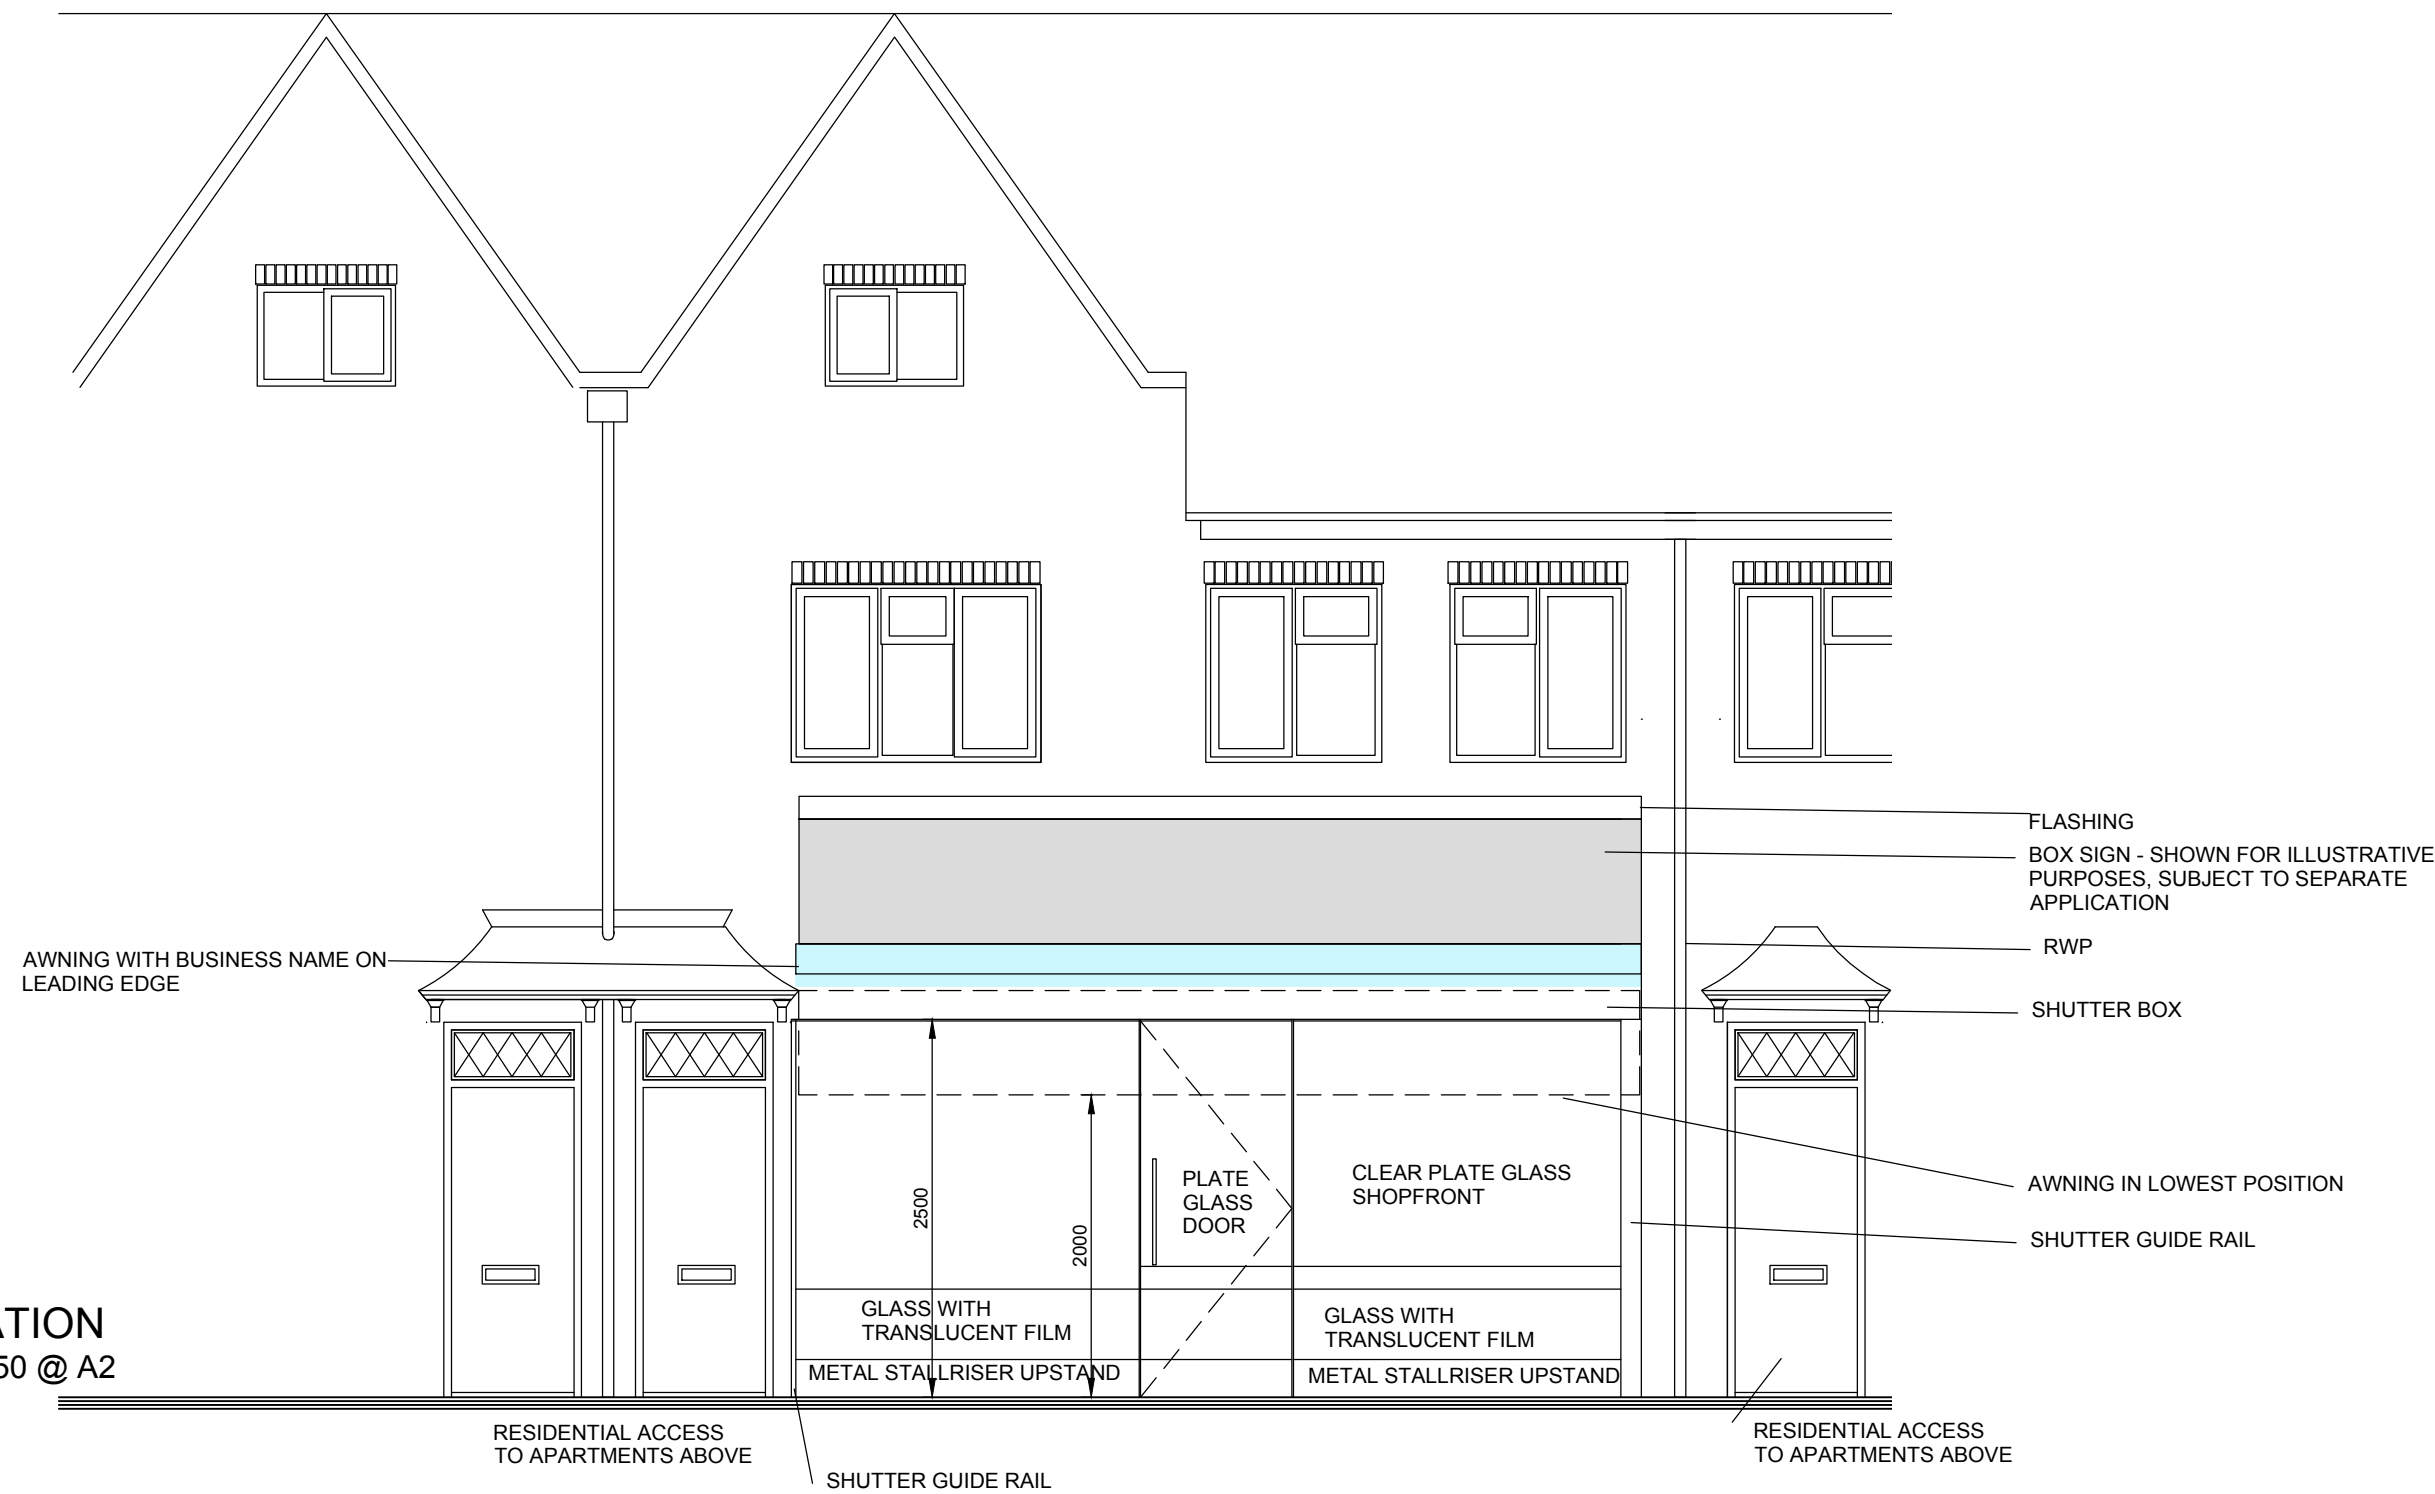 FLASHING
BOX SIGN - SHOWN FOR ILLUSTRATIVE
PURPOSES, SUBJECT TO SEPARATE
APPLICATION
AWNING WITH BUSINESS NAME ON
LEADING EDGE
RWP
SHUTTER BOX
2500
2000
PLATE
GLASS
DOOR
CLEAR PLATE GLASS
SHOPFRONT
AWNING IN LOWEST POSITION
SHUTTER GUIDE RAIL
GLASS WITH
TRANSLUCENT FILM
GLASS WITH
TRANSLUCENT FILM
METAL STALLRISER UPSTAND
METAL STALLRISER UPSTAND
ATION
50 @ A2
RESIDENTIAL ACCESS
TO APARTMENTS ABOVE
RESIDENTIAL ACCESS
TO APARTMENTS ABOVE
SHUTTER GUIDE RAIL